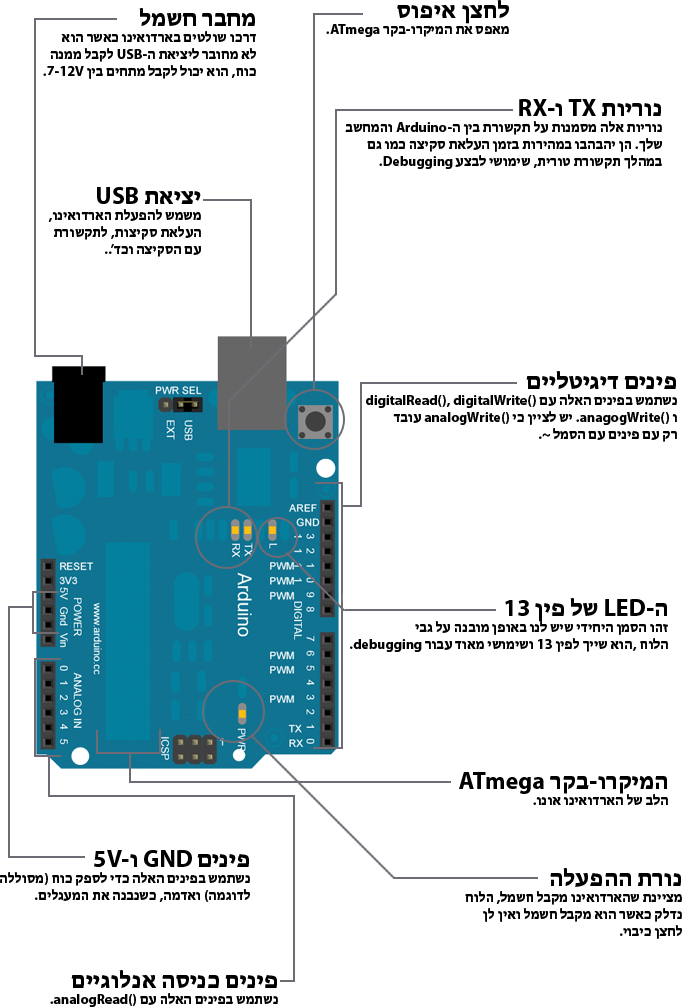 מחבר חשמל
דרכו שולטים בארדואינו כאשר הוא
לא מחובר ליציאת ה-USB לקבל ממנה
כוח, הוא יכול לקבל מתחים בין 7-12V.
לחצן איפוס
מאפס את המיקרו-בקר ATmega.
נוריות TX ו-RX
נוריות אלה מסמנות על תקשורת בין ה-Arduino והמחשב
שלך. הן יהבהבו במהירות בזמן העלאת סקיצה כמו גם
במהלך תקשורת טורית, שימושי לבצע Debugging.
יציאת USB
משמש להפעלת הארדואינו,
העלאת סקיצות, לתקשורת
עם הסקיצה וכד'..
פינים דיגיטליים
נשתמש בפינים האלה עם digitalRead(), digitalWrite()
ו anagogWrite(). יש לציין כי analogWrite() עובד
רק עם פינים עם הסמל ~.
ה-LED של פין 13
זהו הסמן היחידי שיש לנו באופן מובנה על גבי
הלוח ,הוא שייך לפין 13 ושימושי מאוד עבור debugging.
המיקרו-בקר ATmega
הלב של הארדואינו אונו.
פינים GND ו-5V
נשתמש בפינים האלה כדי לספק כוח (מסוללה
לדוגמה) ואדמה, כשנבנה את המעגלים.
נורת ההפעלה
מציינת שהארדואינו מקבל חשמל, הלוח
נדלק כאשר הוא מקבל חשמל ואין לן
לחצן כיבוי.
פינים כניסה אנלוגיים
נשתמש בפינים האלה עם analogRead().
PWR SEL
EXT
USB
AREF
GND
13
12
11
10
9
8
PWM
PWM
PWM
RX
TX
L
Arduino
DIGITAL
www.arduino.cc
RESET
3V3
5V
Gnd
Vin
POWER
7
6
5
4
3
2
1
0
PWM
PWM
PWM
TX
RX
0
1
2
3
4
5
ANALOG IN
ICSP
1
PWR